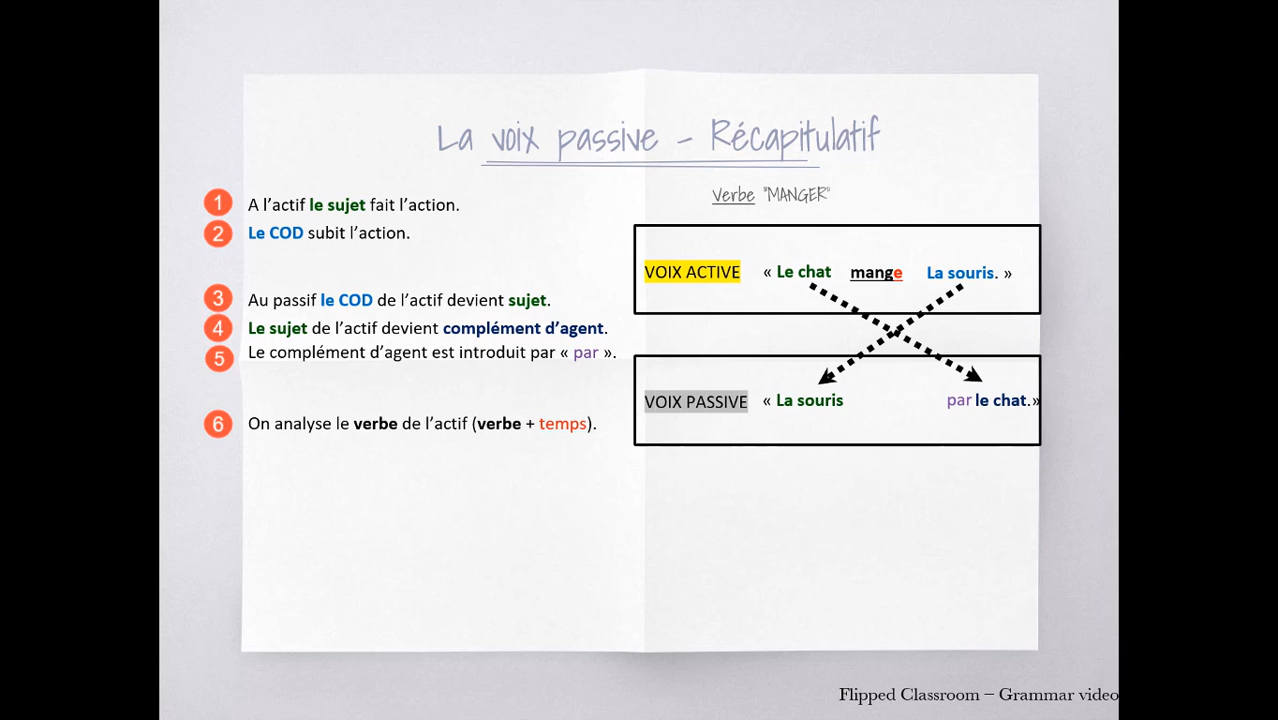 La voix passive - Récapitulatif
Verbe "MANGER"
1 A l’actif le sujet fait l’action.
2 Le COD subit l’action.
3 Au passif le COD de l’actif devient sujet.
4 Le sujet de l’actif devient complément d’agent.
5 Le complément d’agent est introduit par « par ».
6 On analyse le verbe de l’actif (verbe + temps).
VOIX ACTIVE « Le chat mange La souris. »
VOIX PASSIVE « La souris par le chat.»
Flipped Classroom – Grammar video